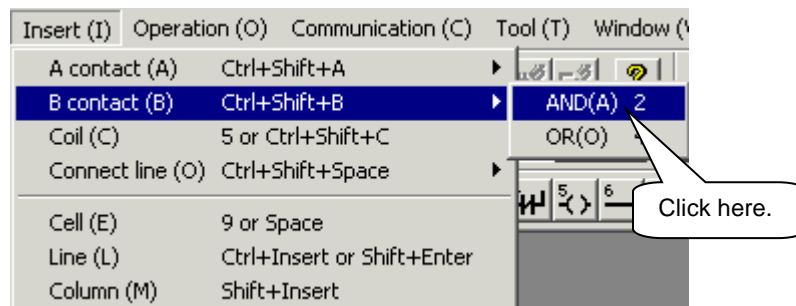 Insert (I) Operation (O) Communication (C) Tool (T) Window (
A contact (A) Ctrl+Shift+A
B contact (B) Ctrl+Shift+B
AND(A) 2
Coil (C) 5 or Ctrl+Shift+C
OR(O)
Connect line (O) Ctrl+Shift+Space
5 6
Click here.
Cell (E) 9 or Space
Line (L) Ctrl+Insert or Shift+Enter
Column (M) Shift+Insert